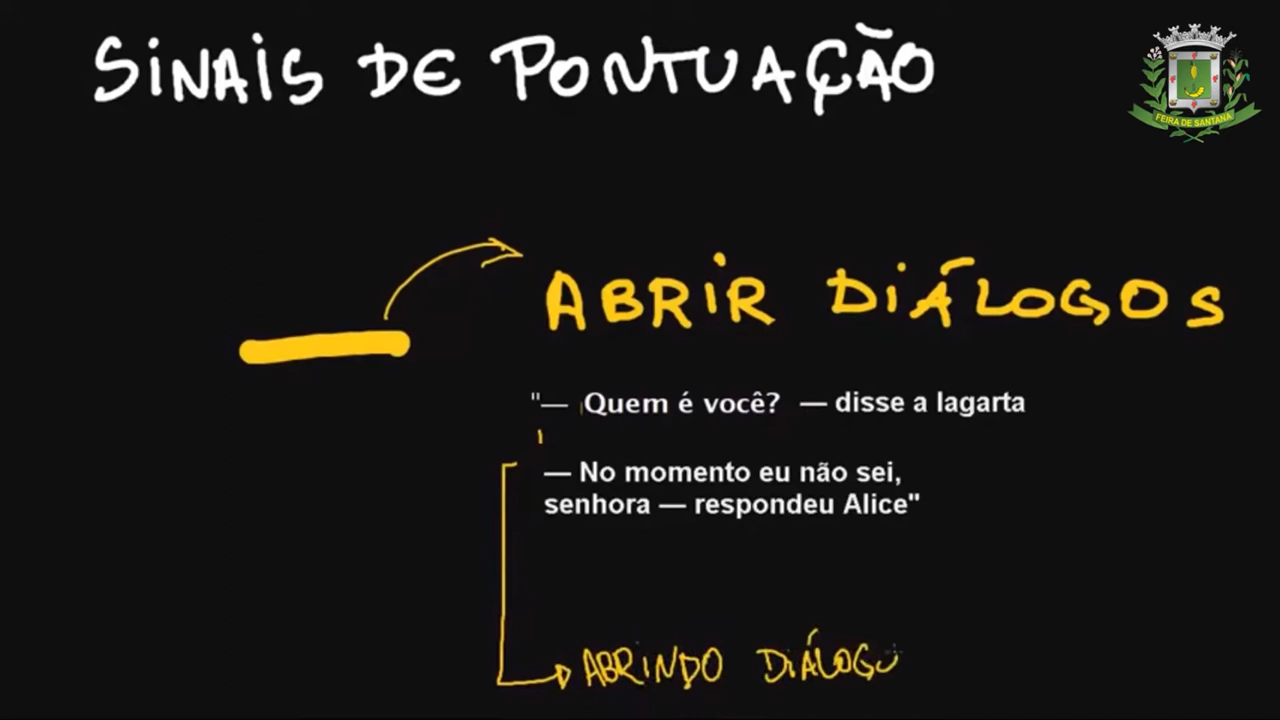 SINAIS DE PONTUAÇÃO
FEIRA DE SANTANA
ABRIR DIÁLOGOS
"— Quem é você? — disse a lagarta
— No momento eu não sei,
senhora — respondeu Alice"
ABRINDO DIÁLOGO